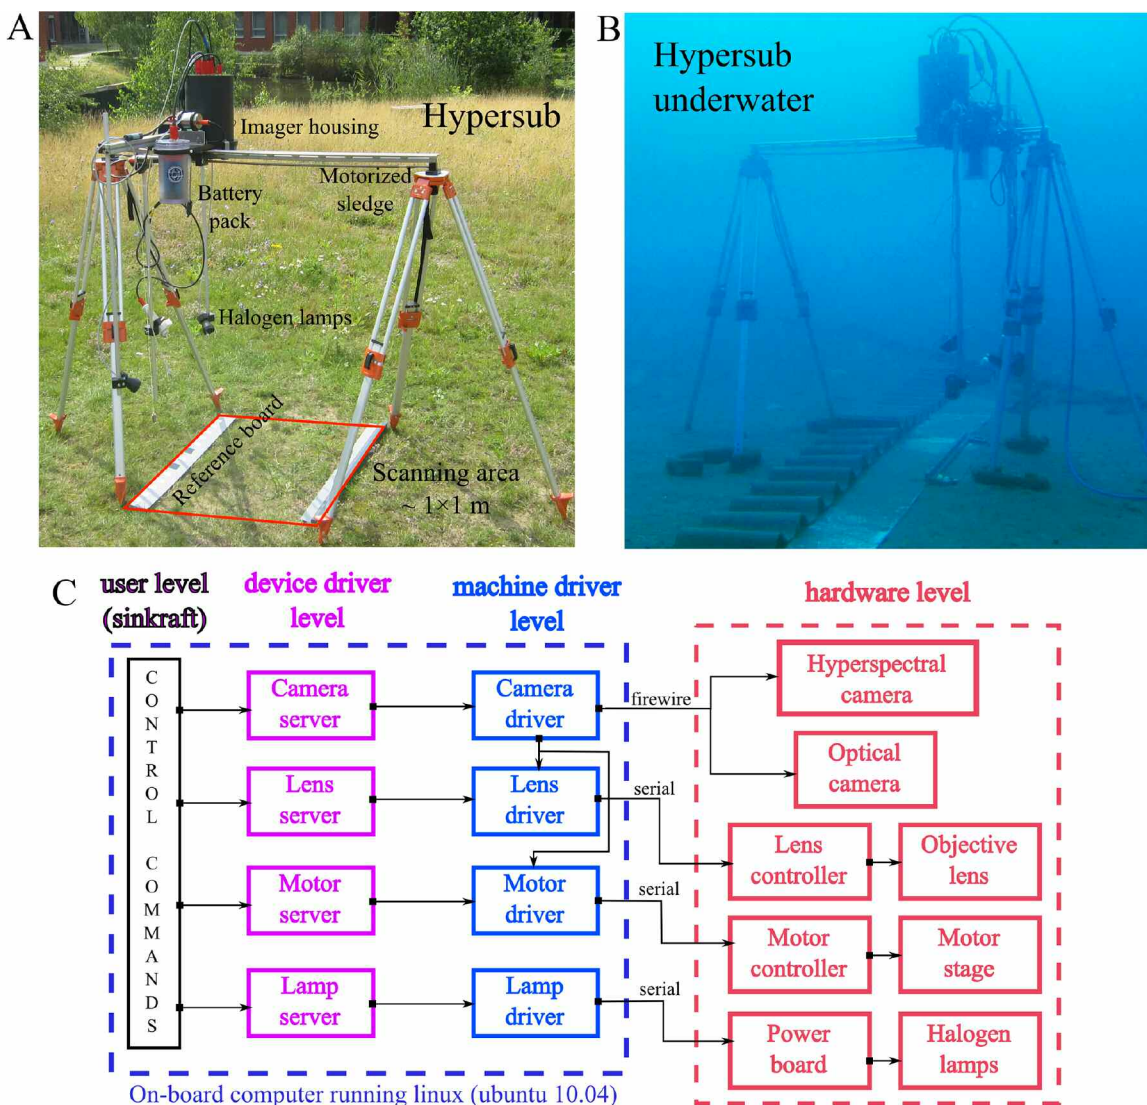 A
Hypersub
Imager housing
Motorized
sledge
Battery
pack
Halogen lamps
Reference board
Scanning area
~ 1×1 m
B
Hypersub
underwater
C
user level
(sinkraft)
device driver
level
machine driver
level
hardware level
CONTROL COMMANDS
Camera
server
Camera
driver
firewire
Hyperspectral
camera
Optical
camera
Lens
server
Lens
driver
serial
Lens
controller
Objective
lens
Motor
server
Motor
driver
serial
Motor
controller
Motor
stage
Lamp
server
Lamp
driver
serial
Power
board
Halogen
lamps
On-board computer running linux (ubuntu 10.04)